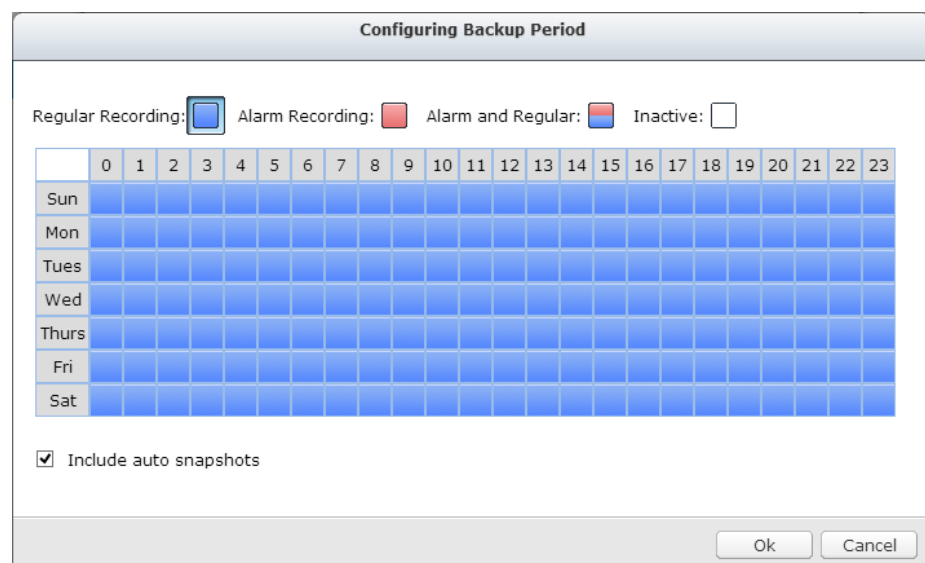 Configuring Backup Period
Regular Recording: Alarm Recording: Alarm and Regular: Inactive:
0 1 2 3 4 5 6 7 8 9 10 11 12 13 14 15 16 17 18 19 20 21 22 23
Sun
Mon
Tues
Wed
Thurs
Fri
Sat
Include auto snapshots
Ok Cancel